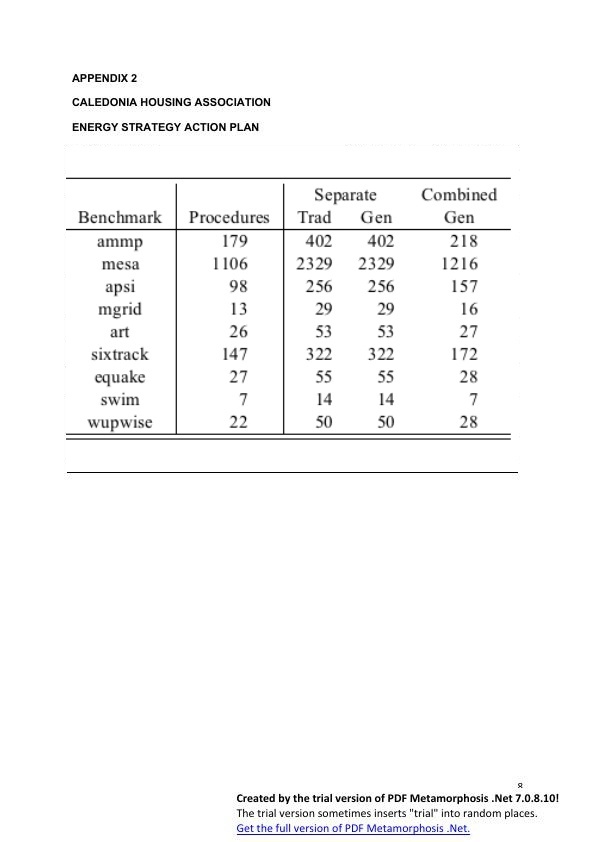 APPENDIX 2
CALEDONIA HOUSING ASSOCIATION
ENERGY STRATEGY ACTION PLAN
Separate Combined
Benchmark Procedures Trad Gen Gen
ammp 179 402 402 218
mesa 1106 2329 2329 1216
apsi 98 256 256 157
mgrid 13 29 29 16
art 26 53 53 27
sixtrack 147 322 322 172
equake 27 55 55 28
swim 7 14 14 7
wupwise 22 50 50 28
8
Created by the trial version of PDF Metamorphosis .Net 7.0.8.10!
The trial version sometimes inserts "trial" into random places.
Get the full version of PDF Metamorphosis .Net.